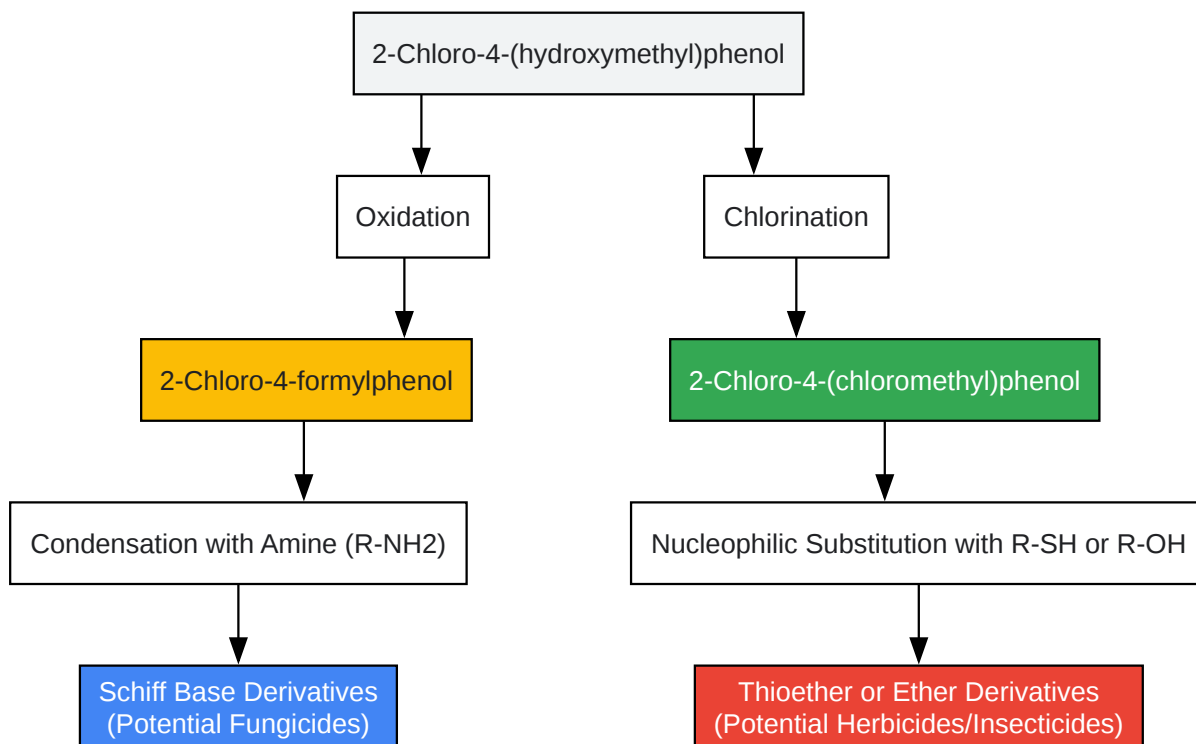 2-Chloro-4-(hydroxymethyl)phenol
Oxidation
Chlorination
2-Chloro-4-formylphenol
2-Chloro-4-(chloromethyl)phenol
Condensation with Amine (R-NH2)
Nucleophilic Substitution with R-SH or R-OH
Schiff Base Derivatives
(Potential Fungicides)
Thioether or Ether Derivatives
(Potential Herbicides/Insecticides)